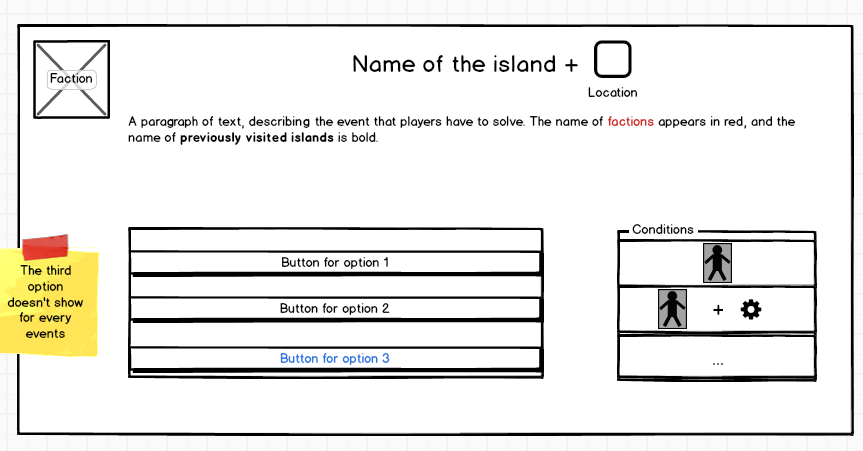 Faction
Name of the island +
Location
A paragraph of text, describing the event that players have to solve. The name of factions appears in red, and the
name of previously visited islands is bold.
The third
option
doesn't show
for every
events
Button for option 1
Button for option 2
Button for option 3
Conditions
+
...